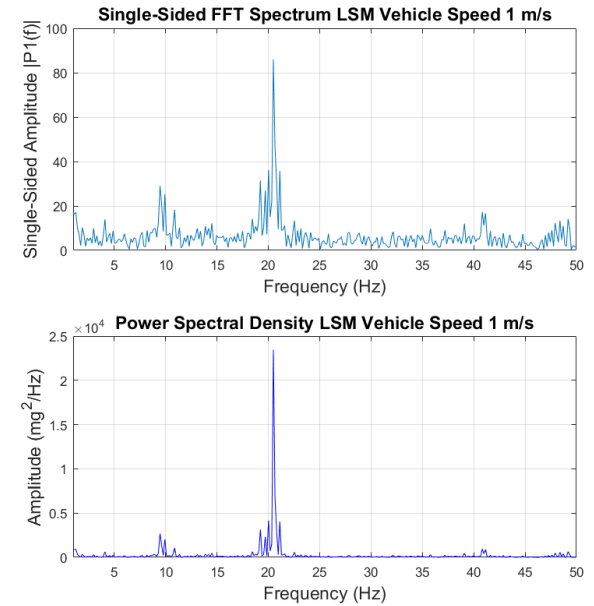 Single-Sided FFT Spectrum LSM Vehicle Speed 1 m/s
Single-Sided Amplitude |P1(f)|
100
80
60
40
20
0
5 10 15 20 25 30 35 40 45 50
Frequency (Hz)
Power Spectral Density LSM Vehicle Speed 1 m/s
×10⁴
Amplitude (mg²/Hz)
2.5
2
1.5
1
0.5
0
5 10 15 20 25 30 35 40 45 50
Frequency (Hz)